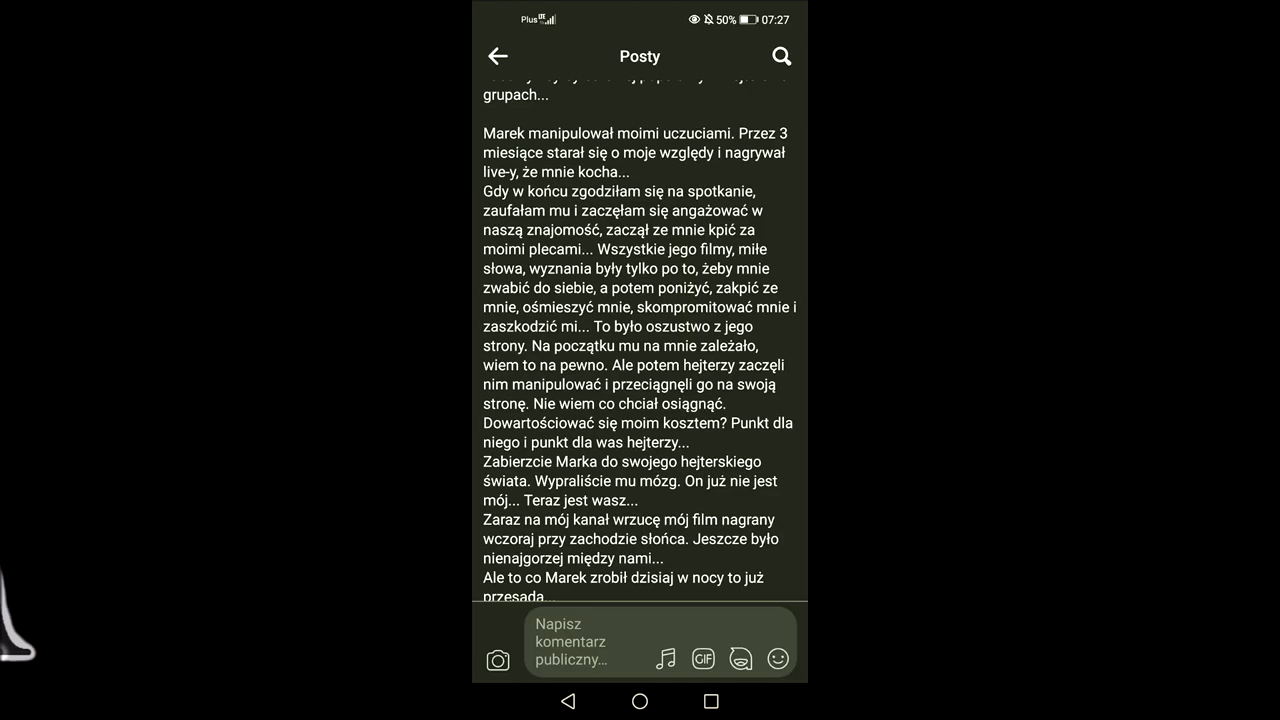 Plus
50%
07:27
Posty
grupach...
Marek manipulował moimi uczuciami. Przez 3
miesiące starał się o moje względy i nagrywał
live-y, że mnie kocha...
Gdy w końcu zgodziłam się na spotkanie,
zaufałam mu i zaczęłam się angażować w
naszą znajomość, zaczął ze mnie kpić za
moimi plecami... Wszystkie jego filmy, miłe
słowa, wyznania były tylko po to, żeby mnie
zwabić do siebie, a potem poniżyć, zakpić ze
mnie, ośmieszyć mnie, skompromitować mnie i
zaszkodzić mi... To było oszustwo z jego
strony. Na początku mu na mnie zależało,
wiem to na pewno. Ale potem hejterzy zaczęli
nim manipulować i przeciągnęli go na swoją
stronę. Nie wiem co chciał osiągnąć.
Dowartościować się moim kosztem? Punkt dla
niego i punkt dla was hejterzy...
Zabierzcie Marka do swojego hejterskiego
świata. Wypraliście mu mózg. On już nie jest
mój... Teraz jest wasz...
Zaraz na mój kanał wrzucę mój film nagrany
wczoraj przy zachodzie słońca. Jeszcze było
nienajgorzej między nami...
Ale to co Marek zrobił dzisiaj w nocy to już
przesada...
Napisz
komentarz
publiczny...
GIF